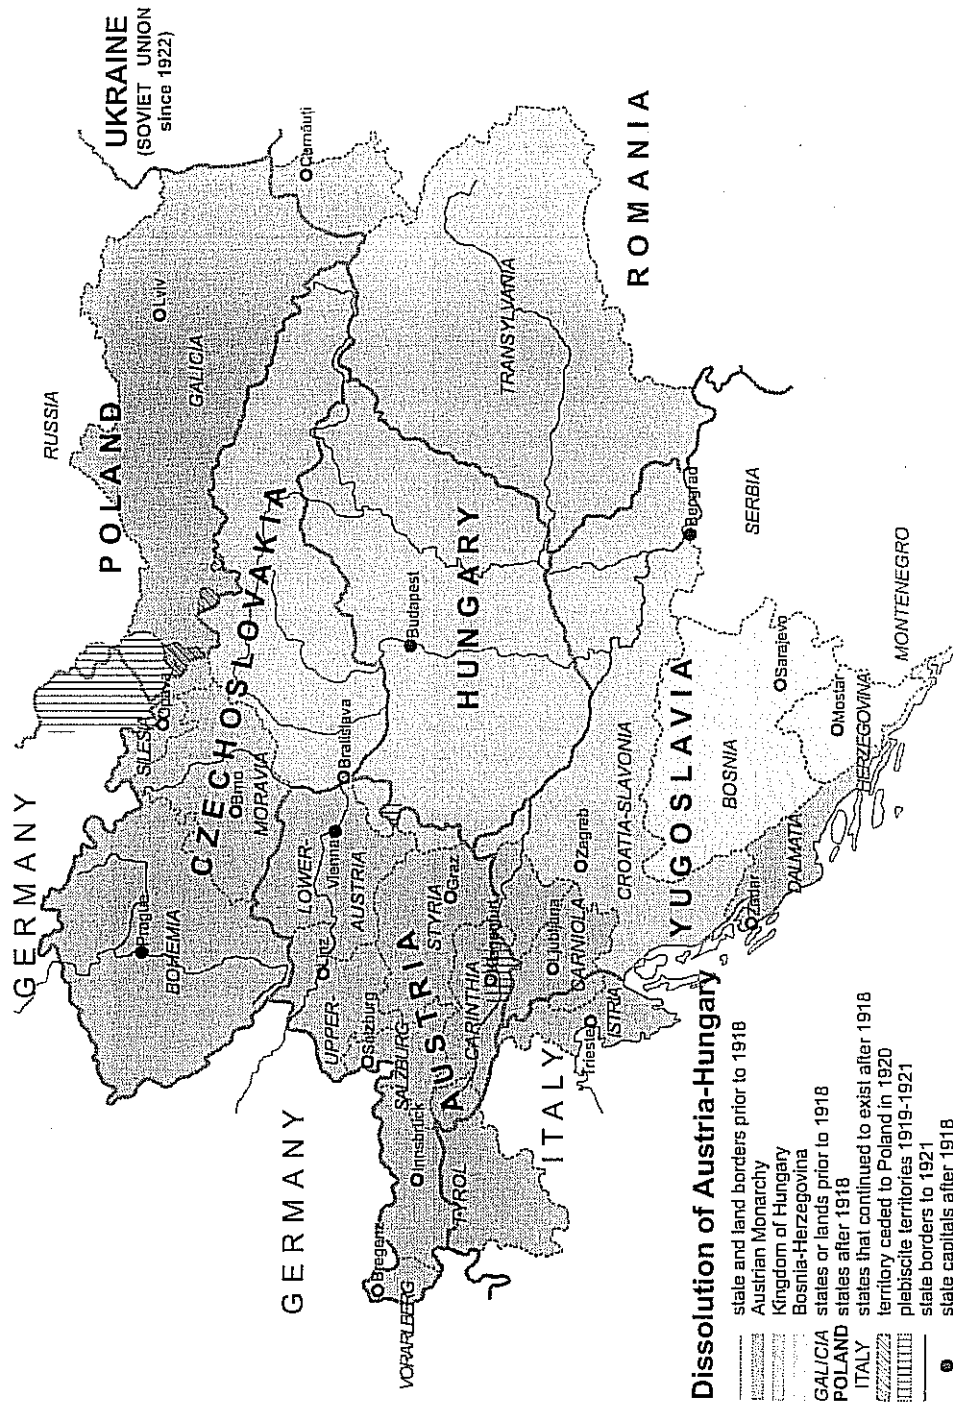 GERMANY
GERMANY
RUSSIA
UKRAINE
(SOVIET UNION
since 1922)
POLAND
Prague
BOHEMIA
SILESIA
Opava
Brno
MORAVIA
CZECHOSLOVAKIA
GALICIA
Lviv
Cernăuți
LOWER-
Vienna
AUSTRIA
Bratislava
UPPER
Linz
Salzburg
SALZBURG
Bregenz
VORARLBERG
Innsbruck
TYROL
AUSTRIA
STYRIA
Graz
CARINTHIA
Klagenfurt
Budapest
HUNGARY
TRANSYLVANIA
ROMANIA
ITALY
Ljubljana
CARNIOLA
Trieste
ISTRIA
Zagreb
CROATIA-SLAVONIA
YUGOSLAVIA
BOSNIA
Beograd
SERBIA
Zadar
DALMATIA
Sarajevo
Mostar
HERZEGOVINA
MONTENEGRO
Dissolution of Austria-Hungary
state and land borders prior to 1918
Austrian Monarchy
Kingdom of Hungary
Bosnia-Herzegovina
GALICIA states or lands prior to 1918
POLAND states after 1918
ITALY states that continued to exist after 1918
territory ceded to Poland in 1920
plebiscite territories 1919-1921
state borders to 1921
state capitals after 1918